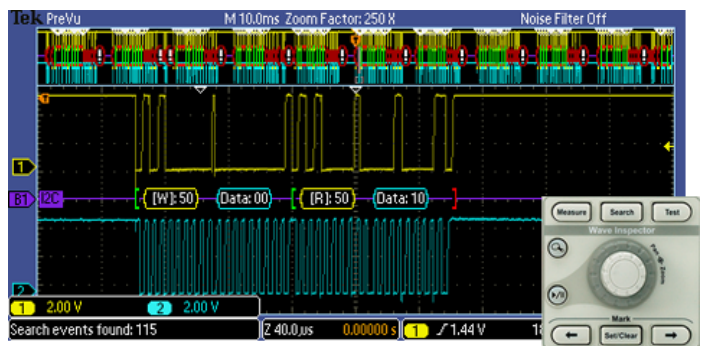 Tek PreVu M 10.0ms Zoom Factor: 250 X Noise Filter Off
1
B1 I2C [W]: 50 Data: 00 [R]: 50 Data: 10
2
1 2.00 V 2 2.00 V
Search events found: 115 Z 40.0µs 0.00000 s 1 1.44 V
Measure Search Test
Wave Inspector
Pan Zoom
Mark
Set/Clear